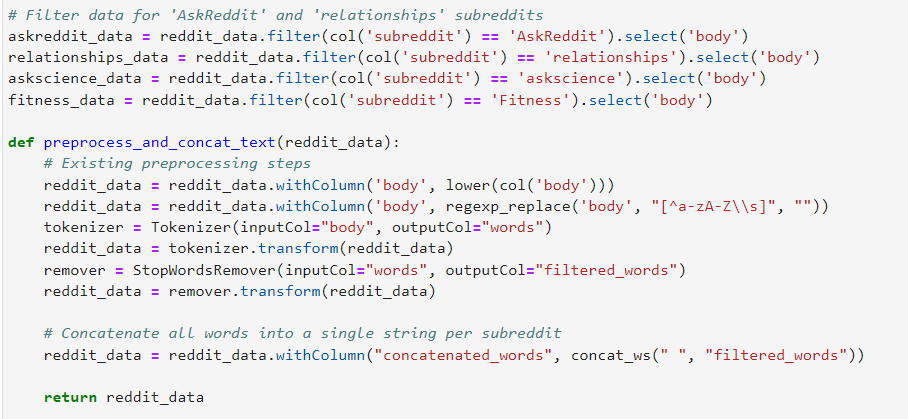 # Filter data for 'AskReddit' and 'relationships' subreddits
askreddit_data = reddit_data.filter(col('subreddit') == 'AskReddit').select('body')
relationships_data = reddit_data.filter(col('subreddit') == 'relationships').select('body')
askscience_data = reddit_data.filter(col('subreddit') == 'askscience').select('body')
fitness_data = reddit_data.filter(col('subreddit') == 'Fitness').select('body')

def preprocess_and_concat_text(reddit_data):
    # Existing preprocessing steps
    reddit_data = reddit_data.withColumn('body', lower(col('body')))
    reddit_data = reddit_data.withColumn('body', regexp_replace('body', "[^a-zA-Z\\s]", ""))
    tokenizer = Tokenizer(inputCol="body", outputCol="words")
    reddit_data = tokenizer.transform(reddit_data)
    remover = StopWordsRemover(inputCol="words", outputCol="filtered_words")
    reddit_data = remover.transform(reddit_data)

    # Concatenate all words into a single string per subreddit
    reddit_data = reddit_data.withColumn("concatenated_words", concat_ws(" ", "filtered_words"))

    return reddit_data